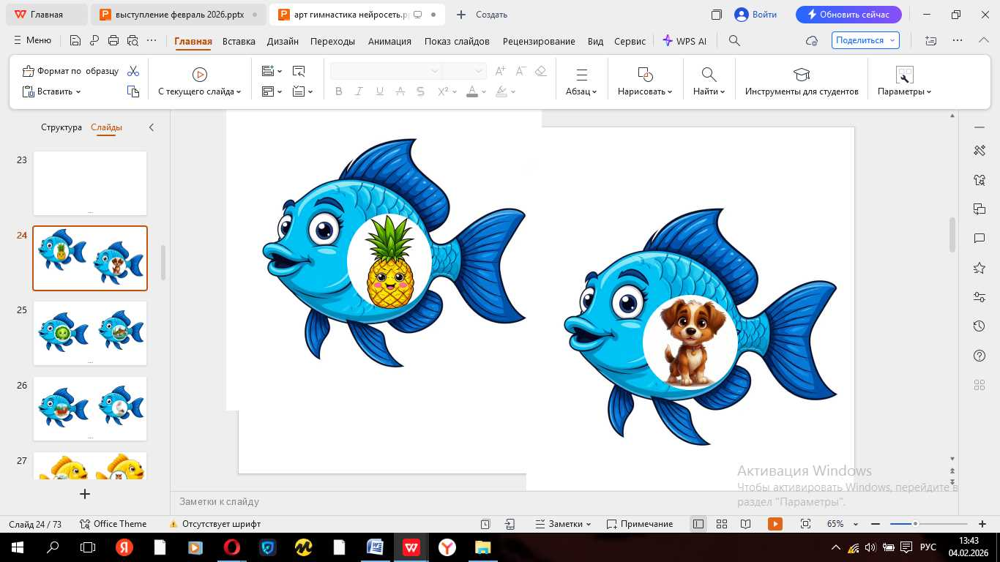 Главная
выступление февраль 2026.pptx
арт гимнастика нейросеть.pp
Создать
Войти
Обновить сейчас
Меню
Главная
Вставка
Дизайн
Переходы
Анимация
Показ слайдов
Рецензирование
Вид
Сервис
WPS AI
Поделиться
Формат по образцу
Вставить
С текущего слайда
B I U A S X² A
Абзац
Нарисовать
Найти
Инструменты для студентов
Параметры
Структура
Слайды
23
24
25
26
27
Активация Windows
Чтобы активировать Windows, перейдите в
раздел "Параметры".
Заметки к слайду
Слайд 24 / 73
Office Theme
Отсутствует шрифт
Заметки
Примечание
65%
РУС
13:43
04.02.2026